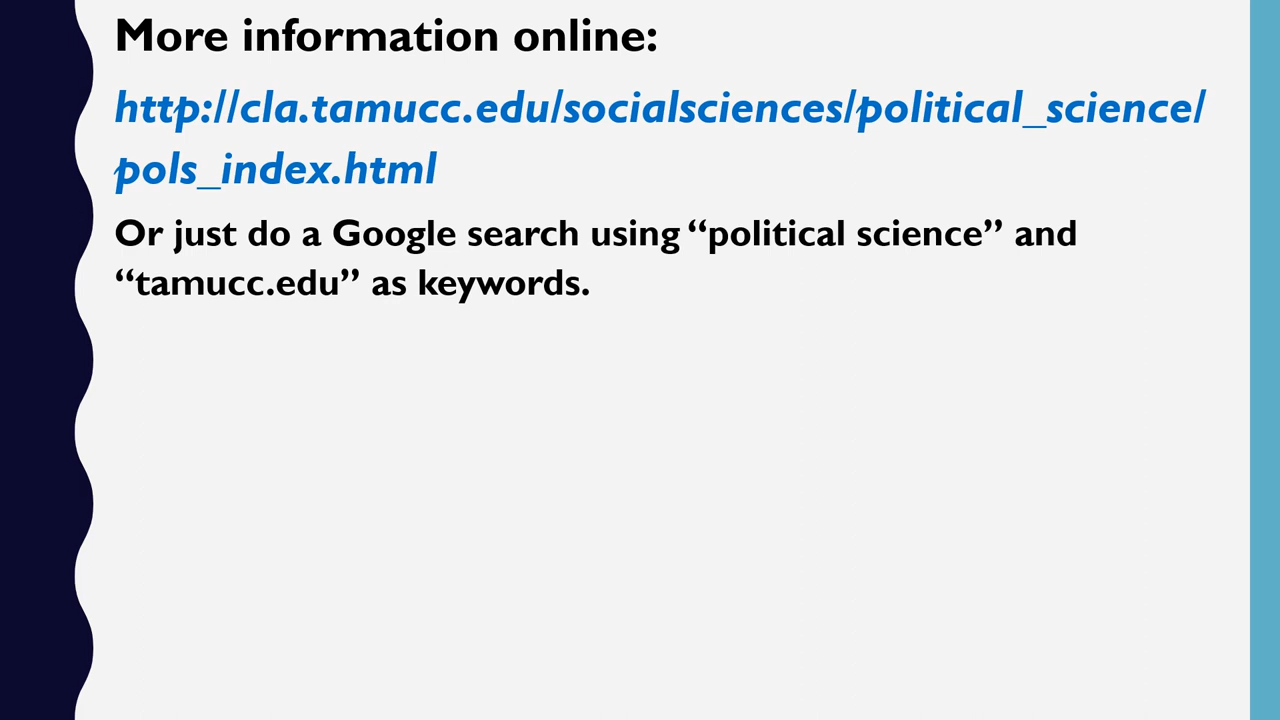 More information online:
http://cla.tamucc.edu/socialsciences/political_science/
pols_index.html
Or just do a Google search using “political science” and
“tamucc.edu” as keywords.